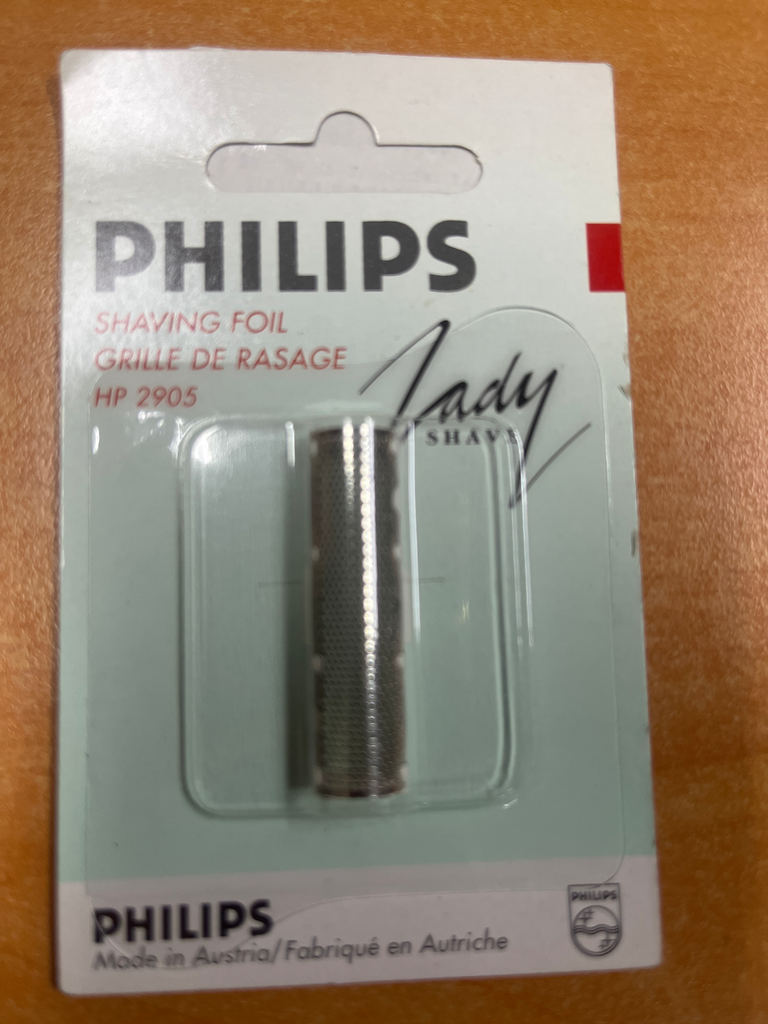 PHILIPS
SHAVING FOIL
GRILLE DE RASAGE
HP 2905
Lady
SHAVE
PHILIPS
Made in Austria/Fabriqué en Autriche
PHILIPS